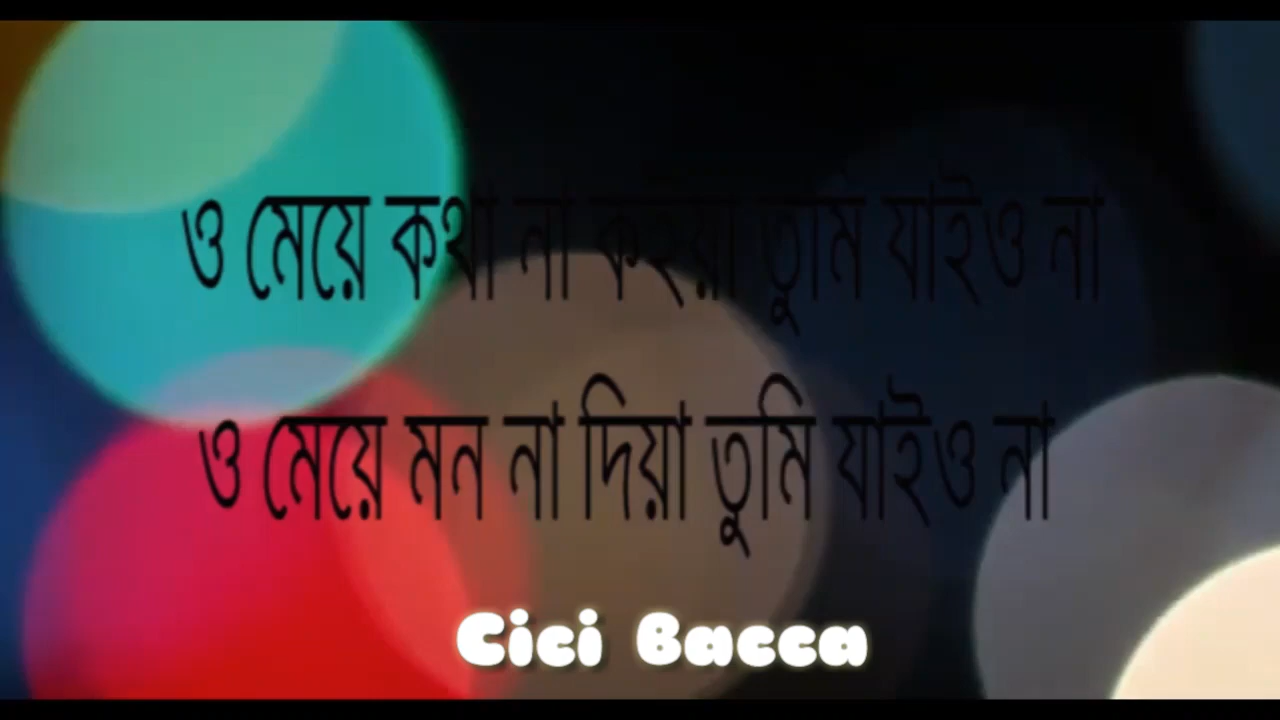 ও মেয়ে কথা না কইয়া তুমি যাইও না
ও মেয়ে মন না দিয়া তুমি যাইও না
Cici Bacca